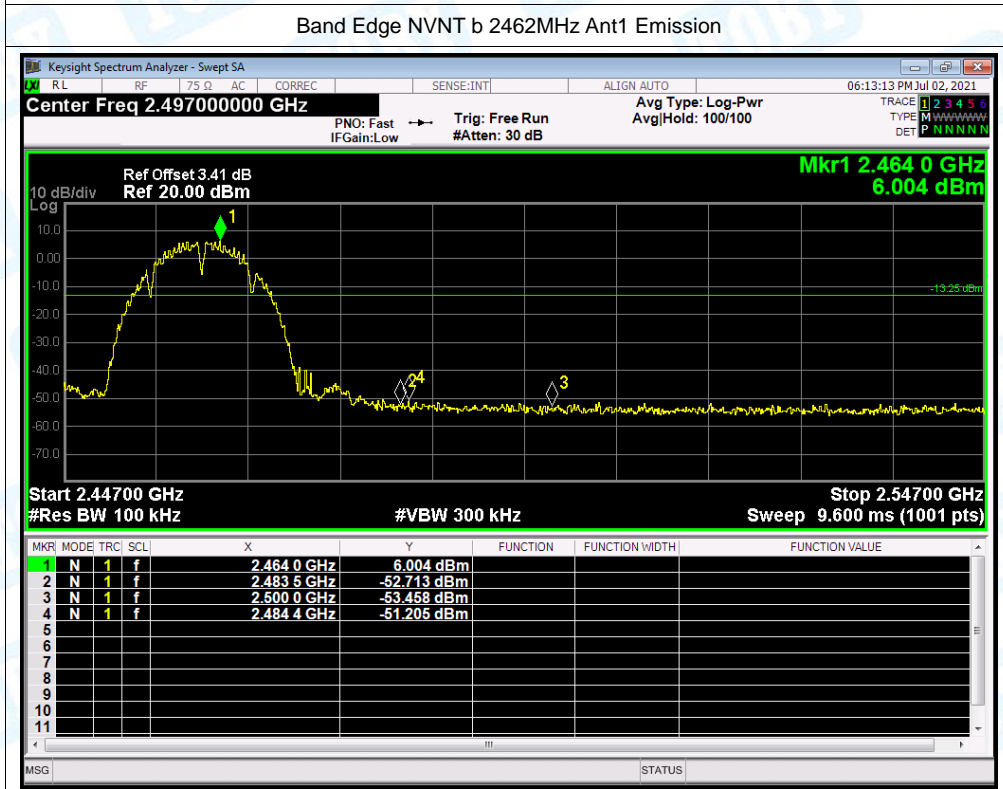 Band Edge NVNT b 2462MHz Ant1 Emission
Keysight Spectrum Analyzer - Swept SA
LXI RL RF 75 Ω AC CORREC SENSE:INT ALIGN AUTO 06:13:13 PM Jul 02, 2021
Center Freq 2.497000000 GHz Avg Type: Log-Pwr TRACE 1 2 3 4 5 6
PNO: Fast Trig: Free Run Avg|Hold: 100/100 TYPE M WWWWW
IFGain:Low #Atten: 30 dB DET P N N N N N
Mkr1 2.464 0 GHz
6.004 dBm
Ref Offset 3.41 dB
10 dB/div Ref 20.00 dBm
Log
1
10.0
0.00
-10.0
-13.25 dBm
-20.0
-30.0
-40.0
2 4 3
-50.0
-60.0
-70.0
Start 2.44700 GHz Stop 2.54700 GHz
#Res BW 100 kHz #VBW 300 kHz Sweep 9.600 ms (1001 pts)
MKR MODE TRC SCL X Y FUNCTION FUNCTION WIDTH FUNCTION VALUE
1 N 1 f 2.464 0 GHz 6.004 dBm
2 N 1 f 2.483 5 GHz -52.713 dBm
3 N 1 f 2.500 0 GHz -53.458 dBm
4 N 1 f 2.484 4 GHz -51.205 dBm
5
6
7
8
9
10
11
MSG STATUS